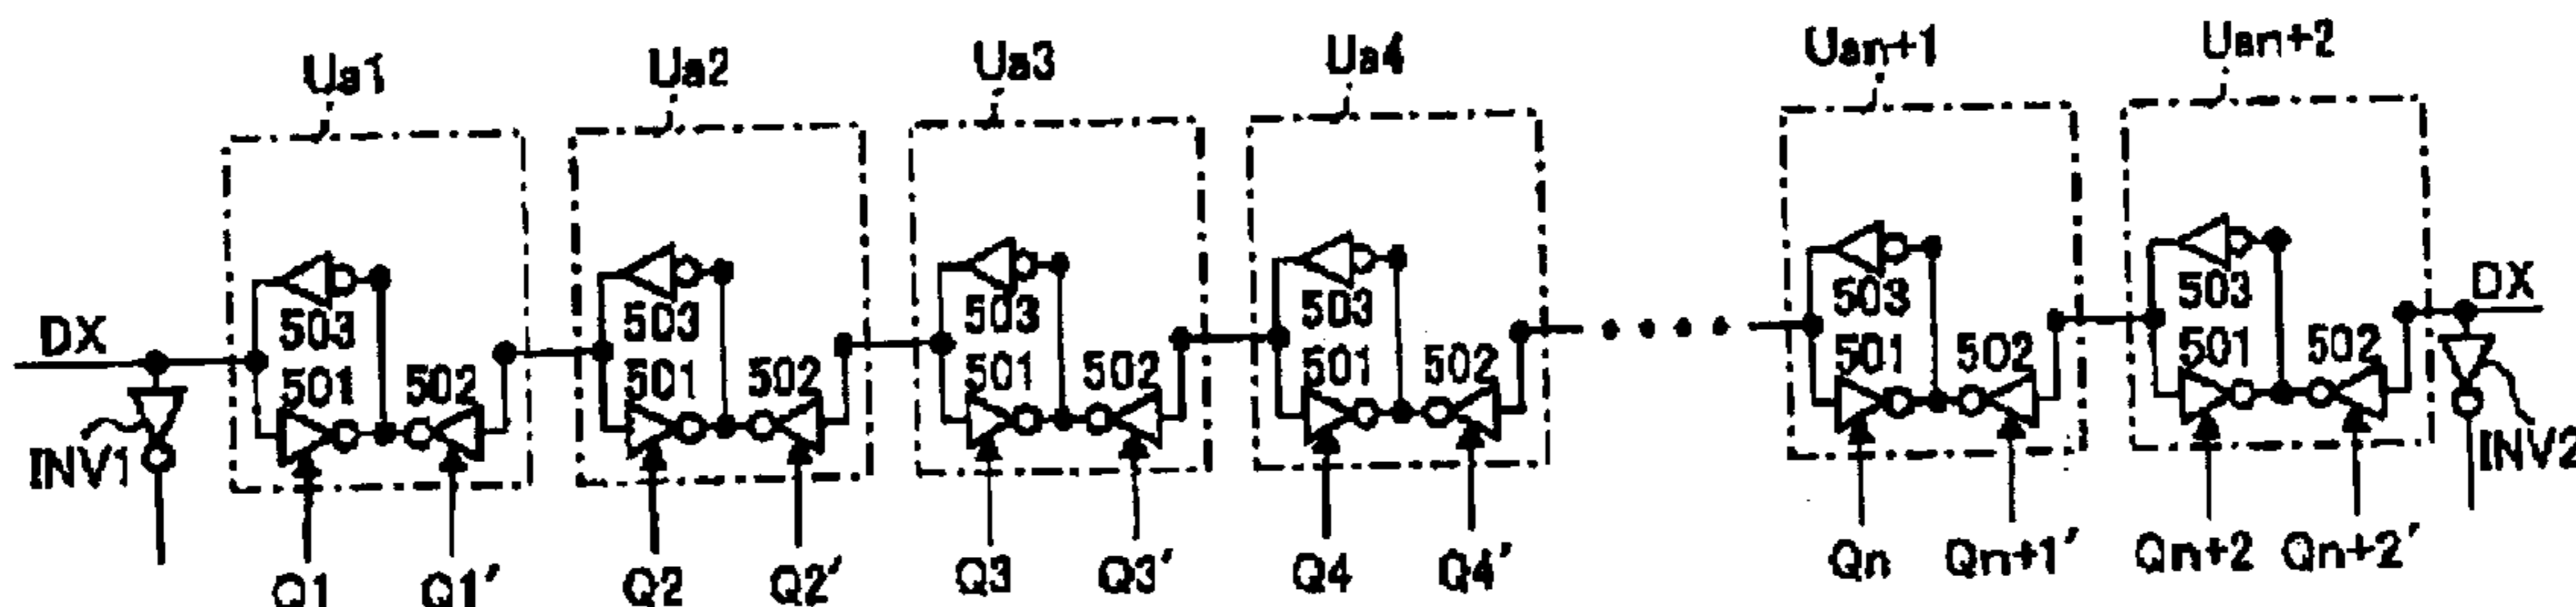 Ua1 Ua2 Ua3 Ua4 Uan+1 Uan+2
503 503 503 503 503 503
DX DX
501 502 501 502 501 502 501 502 501 502 501 502
INV1 INV2
Q1 Q1′ Q2 Q2′ Q3 Q3′ Q4 Q4′ Qn Qn+1′ Qn+2 Qn+2′